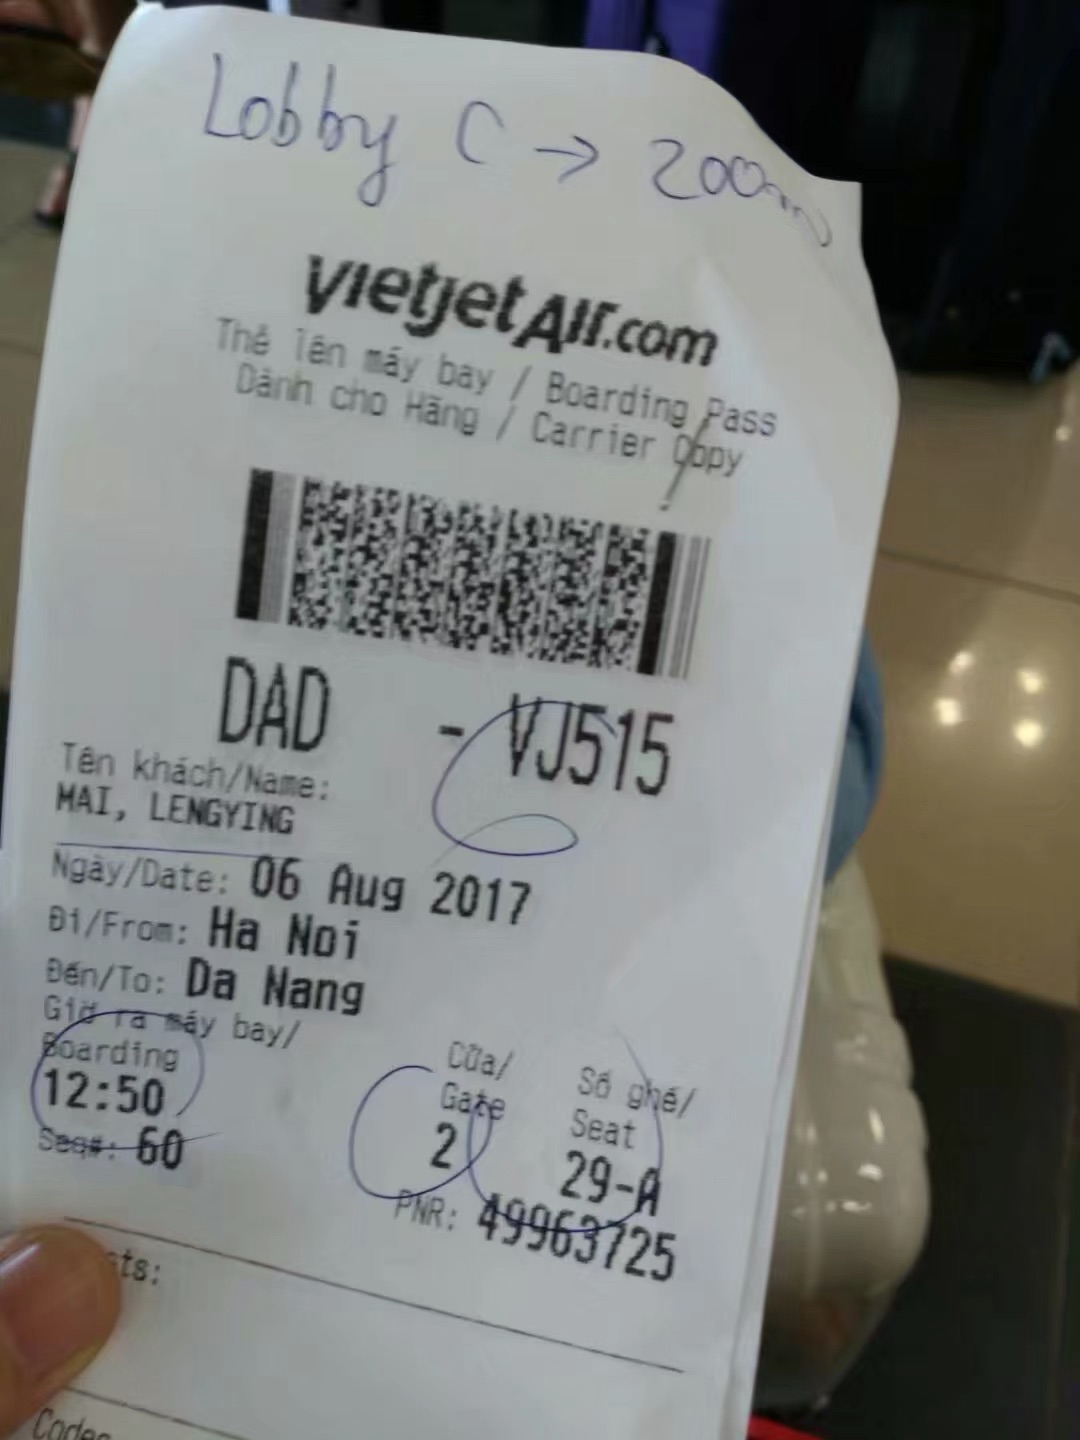 Lobby C → 200m
vietjetAir.com
Thẻ lên máy bay / Boarding Pass
Dành cho Hãng / Carrier Copy
DAD - VJ515
Tên khách/Name:
MAI, LENGYING
Ngày/Date: 06 Aug 2017
Đi/From: Ha Noi
Đến/To: Da Nang
Giờ ra máy bay/
Boarding
12:50
Seq#: 60
Cửa/
Gate
2
Số ghế/
Seat
29-A
PNR: 49963725
ts:
Codes